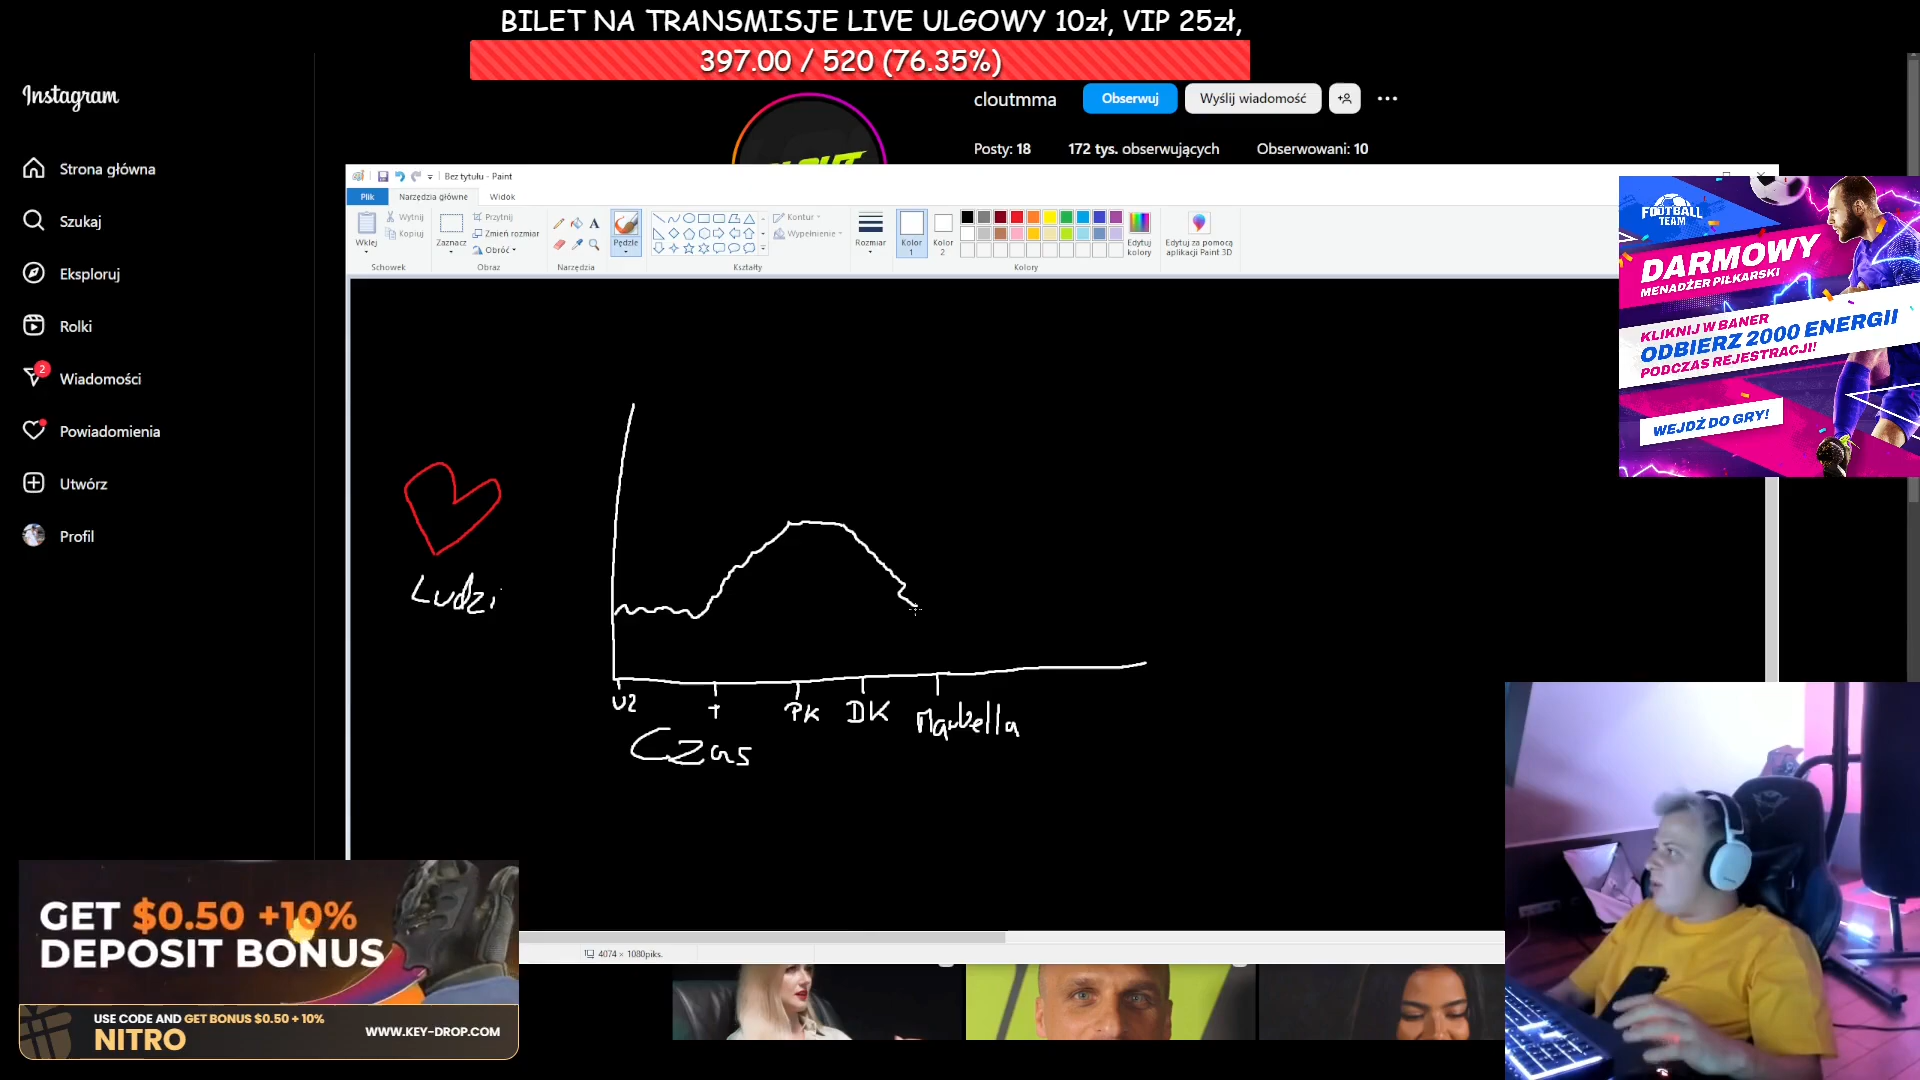 BILET NA TRANSMISJE LIVE ULGOWY 10zł, VIP 25zł,
397.00 / 520 (76.35%)
Instagram
cloutmma
Obserwuj
Wyślij wiadomość
Posty: 18
172 tys. obserwujących
Obserwowani: 10
Strona główna
Szukaj
Eksploruj
Rolki
2
Wiadomości
Powiadomienia
Utwórz
Profil
Bez tytułu - Paint
Plik
Narzędzia główne
Widok
Wklej
Wytnij
Kopiuj
Schowek
Zaznacz
Przytnij
Zmień rozmiar
Obróć
Obraz
A
Narzędzia
Pędzle
Kontur
Wypełnienie
Kształty
Rozmiar
Kolor 1
Kolor 2
Edytuj kolory
Kolory
Edytuj za pomocą
aplikacji Paint 3D
FOOTBALL
TEAM
DARMOWY
MENADŻER PIŁKARSKI
KLIKNIJ W BANER
ODBIERZ 2000 ENERGII
PODCZAS REJESTRACJI!
WEJDŹ DO GRY!
Ludzi
PK
DK
Marbella
Czas
4074 × 1080piks.
GET $0.50 +10%
DEPOSIT BONUS
USE CODE AND GET BONUS $0.50 + 10%
NITRO
WWW.KEY-DROP.COM